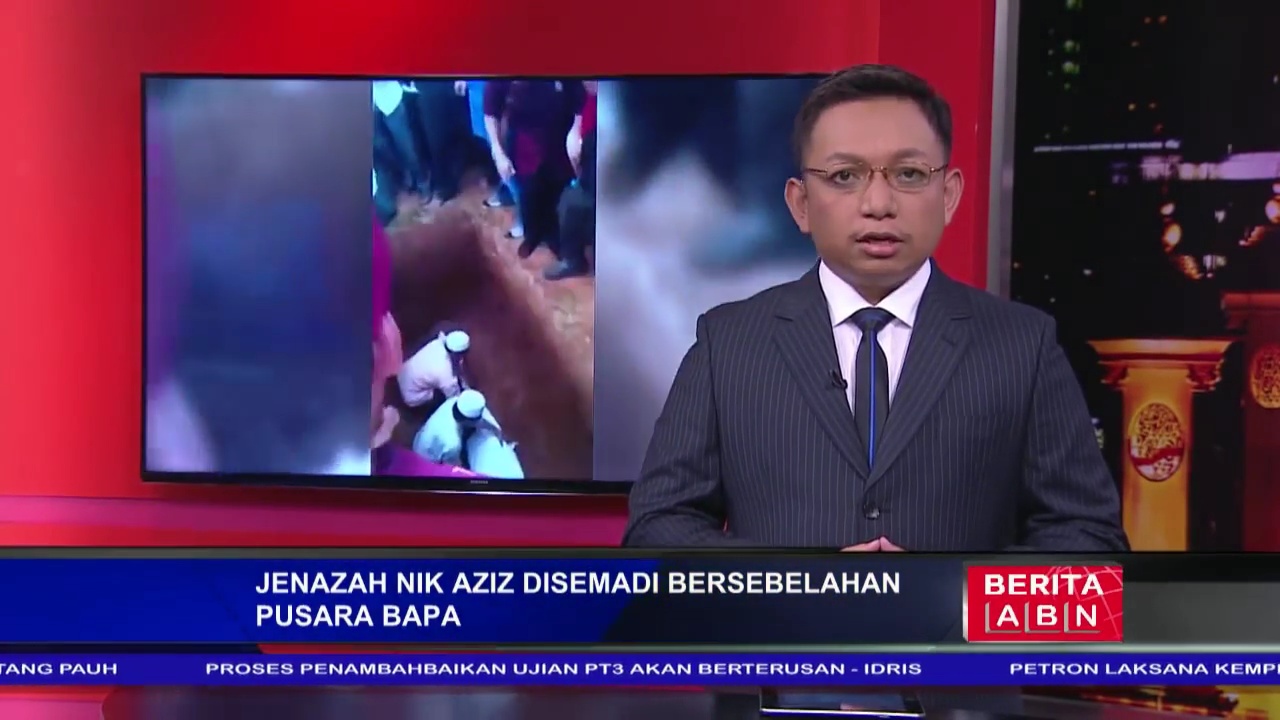 JENAZAH NIK AZIZ DISEMADI BERSEBELAHAN
PUSARA BAPA
BERITA
ABN
TANG PAUH
PROSES PENAMBAHBAIKAN UJIAN PT3 AKAN BERTERUSAN - IDRIS
PETRON LAKSANA KEMP